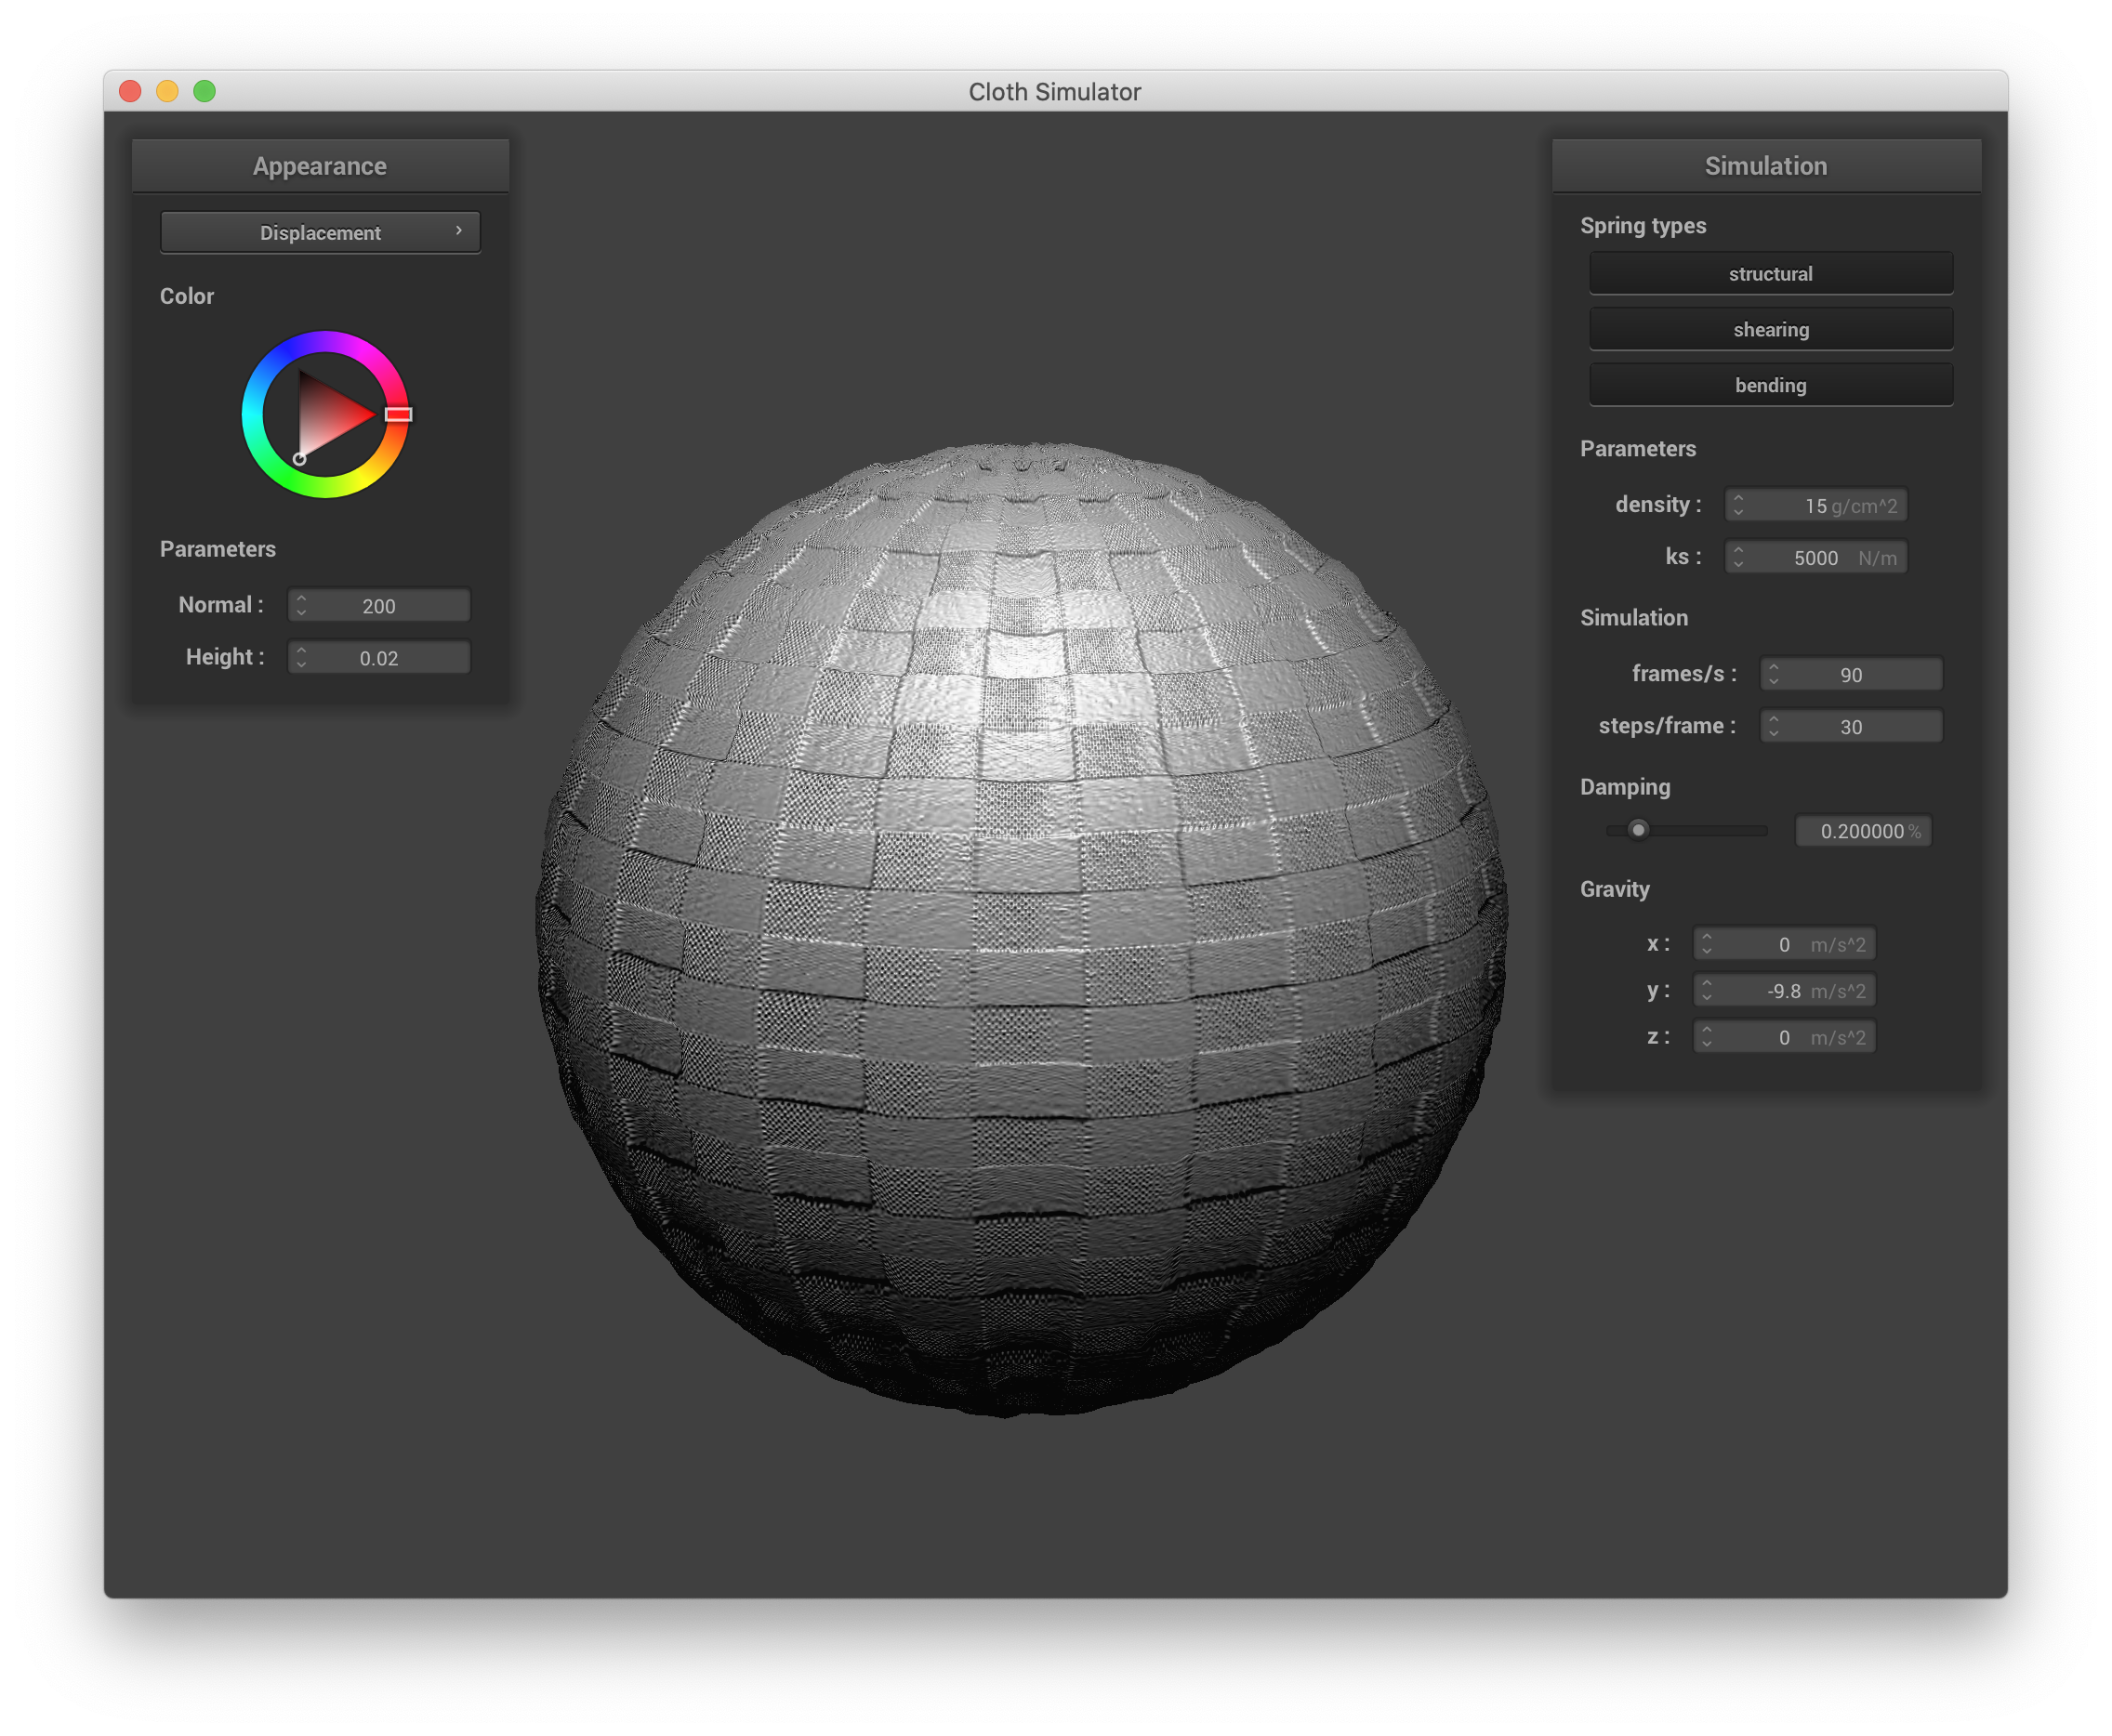 Cloth Simulator
Appearance
Displacement ›
Color
Parameters
Normal : 200
Height : 0.02
Simulation
Spring types
structural
shearing
bending
Parameters
density : 15 g/cm^2
ks : 5000 N/m
Simulation
frames/s : 90
steps/frame : 30
Damping
0.200000 %
Gravity
x : 0 m/s^2
y : -9.8 m/s^2
z : 0 m/s^2